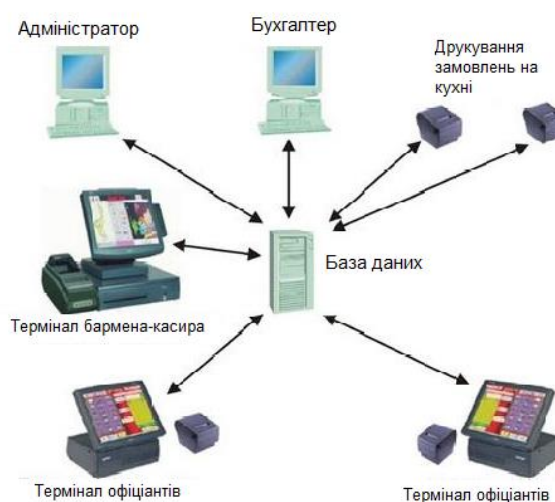 Адміністратор
Бухгалтер
Друкування
замовлень на
кухні
База даних
Термінал бармена-касира
Термінал офіціантів
Термінал офіціантів